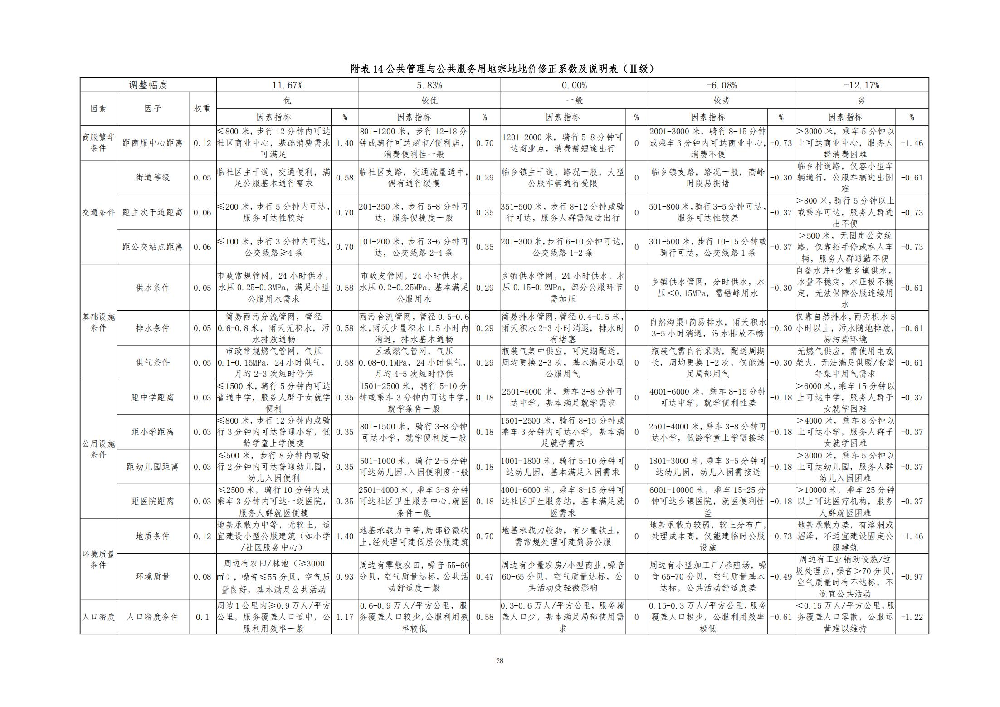 附表 14 公共管理与公共服务用地宗地地价修正系数及说明表（Ⅱ级）
调整幅度 11.67% 5.83% 0.00% -6.08% -12.17%
因素 因子 权重 优 较优 一般 较劣 劣
因素指标 % 因素指标 % 因素指标 % 因素指标 % 因素指标 %
商服繁华条件 距商服中心距离 0.12 ≤800 米，步行 12 分钟内可达社区商业中心，基础消费需求可满足 1.40 801-1200 米，步行 12-18 分钟或骑行可达超市/便利店，消费便利性一般 0.70 1201-2000 米，骑行 5-8 分钟可达商业点，消费需短途出行 0 2001-3000 米，骑行 8-15 分钟或乘车 3 分钟内可达商业中心，消费不便 -0.73 ＞3000 米，乘车 5 分钟以上可达商业中心，服务人群消费困难 -1.46
交通条件 街道等级 0.05 临社区主干道，交通便利，满足公服基本通行需求 0.58 临社区支路，交通流量适中，偶有通行缓慢 0.29 临乡镇主干道，路况一般，大型公服车辆通行受限 0 临乡镇支路，路况一般，高峰时段易拥堵 -0.30 临乡村道路，仅容小型车辆通行，公服车辆进出困难 -0.61
距主次干道距离 0.06 ≤200 米，步行 5 分钟内可达，服务可达性较好 0.70 201-350 米，步行 5-8 分钟可达，服务便捷度一般 0.35 351-500 米，步行 8-12 分钟或骑行可达，服务人群需短途出行 0 501-800 米，骑行 3-5 分钟可达，服务可达性较差 -0.37 ＞800 米，骑行 5 分钟以上或乘车可达，服务人群进出不便 -0.73
距公交站点距离 0.06 ≤100 米，步行 3 分钟内可达，公交线路≥4 条 0.70 101-200 米，步行 3-6 分钟可达，公交线路 2-4 条 0.35 201-300 米，步行 6-10 分钟可达，公交线路 1-2 条 0 301-500 米，步行 10-15 分钟或骑行可达，公交线路 1 条 -0.37 ＞500 米，无固定公交线路，仅靠招手停或私人车辆，服务人群通勤不便 -0.73
基础设施条件 供水条件 0.05 市政常规管网，24 小时供水，水压 0.25-0.3MPa，满足小型公服用水需求 0.58 市政支管网，24 小时供水，水压 0.2-0.25MPa，基本满足公服用水 0.29 乡镇供水管网，24 小时供水，水压 0.15-0.2MPa，部分公服环节需加压 0 乡镇供水管网，分时供水，水压＜0.15MPa，需错峰用水 -0.30 自备水井+少量乡镇供水，水量不稳定，水压极不稳定，无法保障公服连续用水 -0.61
排水条件 0.05 简易雨污分流管网，管径 0.6-0.8 米，雨天无积水，污水排放通畅 0.58 雨污合流管网，管径 0.5-0.6 米，雨天少量积水 1.5 小时内消退，排水基本通畅 0.29 简易排水管网，管径 0.4-0.5 米，雨天积水 2-3 小时消退，排水时有堵塞 0 自然沟渠+简易排水，雨天积水 3-5 小时消退，污水排放不畅 -0.30 仅靠自然排水，雨天积水 5 小时以上，污水随地排放，易污染环境 -0.61
供气条件 0.05 市政常规燃气管网，气压 0.1-0.15MPa，24 小时供气，月均 2-3 次短时停供 0.58 区域燃气管网，气压 0.08-0.1MPa，24 小时供气，月均 4-5 次短时停供 0.29 瓶装气集中供应，可定期配送，周均更换 2-3 次，基本满足小型公服用气 0 瓶装气需自行采购，配送周期长，周均更换 1-2 次，仅能满足局部用气 -0.30 无燃气供应，需使用电或柴火，无法满足供暖/食堂等集中用气需求 -0.61
公用设施条件 距中学距离 0.03 ≤1500 米，骑行 5 分钟内可达普通中学，服务人群子女就学便利 0.35 1501-2500 米，骑行 5-10 分钟或乘车 3 分钟内可达中学，就学条件一般 0.18 2501-4000 米，乘车 3-8 分钟可达中学，基本满足就学需求 0 4001-6000 米，乘车 8-15 分钟可达中学，就学便利性差 -0.18 ＞6000 米，乘车 15 分钟以上可达中学，服务人群子女就学困难 -0.37
距小学距离 0.03 ≤800 米，步行 12 分钟内或骑行 3 分钟内可达普通小学，低龄学童上学便捷 0.35 801-1500 米，骑行 3-8 分钟可达小学，就学便利度一般 0.18 1501-2500 米，骑行 8-15 分钟或乘车 3 分钟内可达小学，基本满足就学需求 0 2501-4000 米，乘车 3-8 分钟可达小学，低龄学童上学需接送 -0.18 ＞4000 米，乘车 8 分钟以上可达小学，服务人群子女就学困难 -0.37
距幼儿园距离 0.03 ≤500 米，步行 8 分钟内或骑行 2 分钟内可达普通幼儿园，幼儿入园便利 0.35 501-1000 米，骑行 2-5 分钟可达幼儿园，入园便利度一般 0.18 1001-1800 米，骑行 5-10 分钟可达幼儿园，基本满足入园需求 0 1801-3000 米，乘车 3-5 分钟可达幼儿园，幼儿入园需接送 -0.18 ＞3000 米，乘车 5 分钟以上可达幼儿园，服务人群幼儿入园困难 -0.37
距医院距离 0.03 ≤2500 米，骑行 10 分钟内或乘车 3 分钟内可达一级医院，服务人群就医便捷 0.35 2501-4000 米，乘车 3-8 分钟可达社区卫生服务中心，就医条件一般 0.18 4001-6000 米，乘车 8-15 分钟可达社区卫生服务站，基本满足就医需求 0 6001-10000 米，乘车 15-25 分钟可达乡镇医院，就医便利性差 -0.18 ＞10000 米，乘车 25 分钟以上可达医疗机构，服务人群就医困难 -0.37
环境质量条件 地质条件 0.12 地基承载力中等，无软土，适宜建设小型公服建筑（如小学/社区服务中心） 1.40 地基承载力中等，局部轻微软土，经处理可建低层公服建筑 0.70 地基承载力较弱，有少量软土，需常规处理可建简易公服 0 地基承载力较弱，软土分布广，处理成本高，仅能建临时公服设施 -0.73 地基承载力差，有溶洞或沼泽，不适宜建设固定公服建筑 -1.46
环境质量 0.08 周边有农田/林地（≥3000㎡），噪音≤55 分贝，空气质量良好，基本满足公共活动 0.93 周边有零散农田，噪音 55-60 分贝，空气质量达标，公共活动舒适度一般 0.47 周边有少量农房/小型商业，噪音 60-65 分贝，空气质量达标，公共活动受轻微影响 0 周边有小型加工厂/养殖场，噪音 65-70 分贝，空气质量基本达标，公共活动舒适度差 -0.49 周边有工业辅助设施/垃圾处理点，噪音＞70 分贝，空气质量时有不达标，不适宜公共活动 -0.97
人口密度 人口密度条件 0.1 周边 1 公里内≥0.9 万人/平方公里，服务覆盖人口适中，公服利用效率一般 1.17 0.6-0.9 万人/平方公里，服务覆盖人口较少，公服利用效率较低 0.58 0.3-0.6 万人/平方公里，服务覆盖人口少，基本满足局部使用需求 0 0.15-0.3 万人/平方公里，服务覆盖人口极少，公服利用效率极低 -0.61 ＜0.15 万人/平方公里，服务覆盖人口零散，公服运营难以维持 -1.22
28